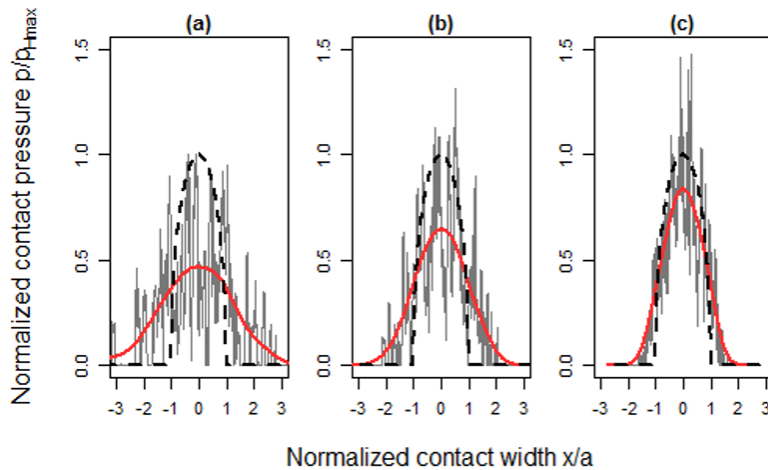 (a) (b) (c)
Normalized contact pressure p/pHmax
1.5 1.5 1.5
1.0 1.0 1.0
0.5 0.5 0.5
0.0 0.0 0.0
-3 -2 -1 0 1 2 3 -3 -2 -1 0 1 2 3 -3 -2 -1 0 1 2 3
Normalized contact width x/a